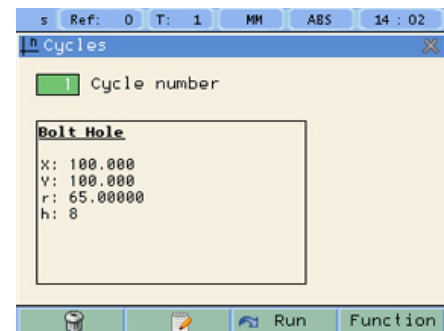 s Ref: 0 T: 1 MM ABS 14 : 02
Cycles
1 Cycle number
Bolt Hole
X: 100.000
Y: 100.000
r: 65.00000
h: 8
Run Function